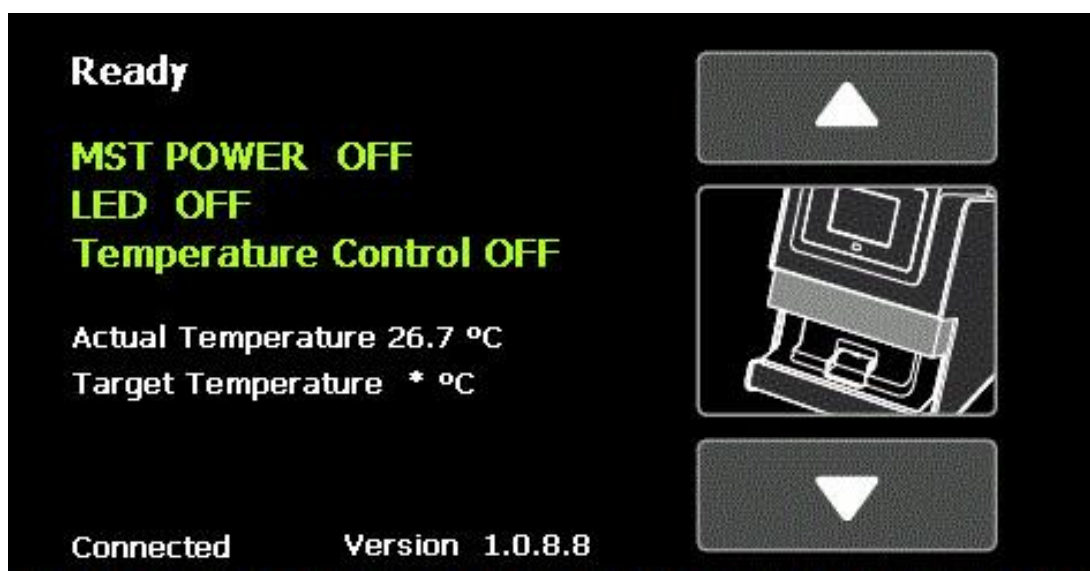 Ready
MST POWER OFF
LED OFF
Temperature Control OFF
Actual Temperature 26.7 ºC
Target Temperature * ºC
Connected Version 1.0.8.8